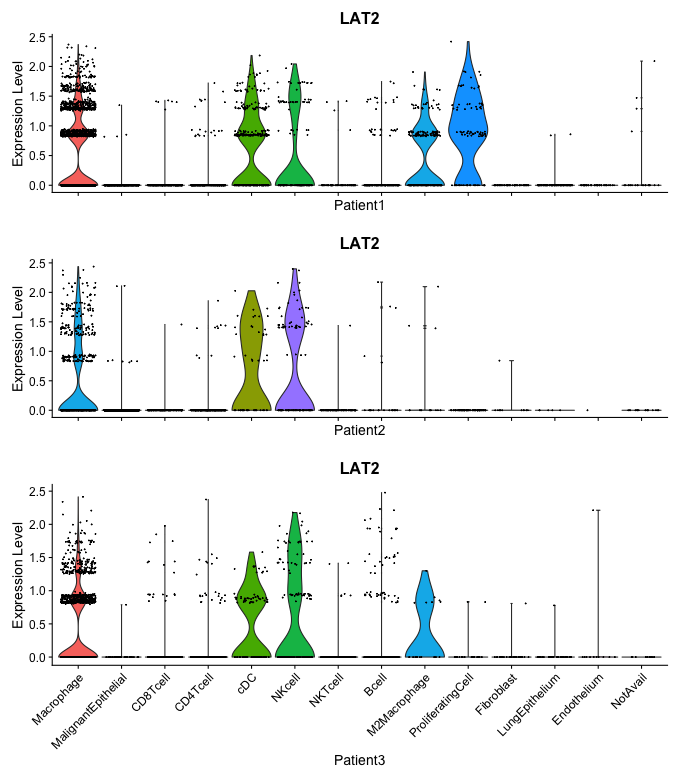 LAT2
Expression Level
2.5
2.0
1.5
1.0
0.5
0.0
Patient1
LAT2
Expression Level
2.5
2.0
1.5
1.0
0.5
0.0
Patient2
LAT2
Expression Level
2.5
2.0
1.5
1.0
0.5
0.0
Macrophage
MalignantEpithelial
CD8Tcell
CD4Tcell
cDC
NKcell
NKTcell
Bcell
M2Macrophage
ProliferatingCell
Fibroblast
LungEpithelium
Endothelium
NotAvail
Patient3